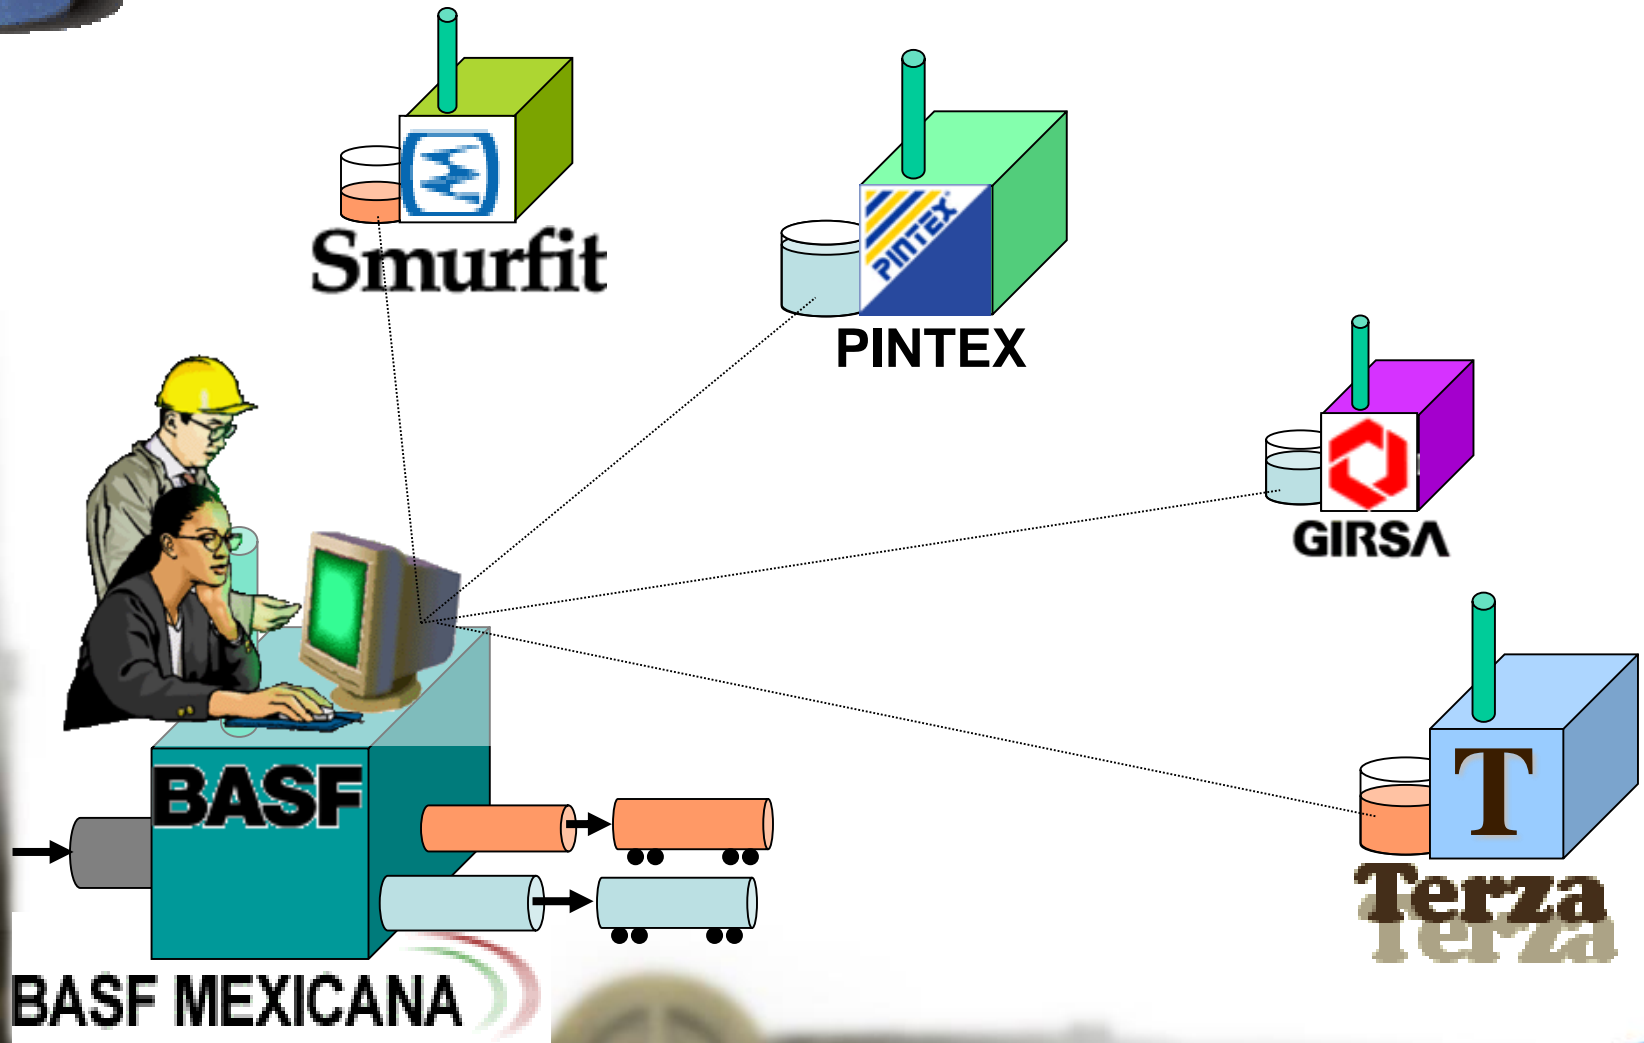 Smurfit
PINTEX
PINTEX
GIRSA
T
Terza
BASF
BASF MEXICANA